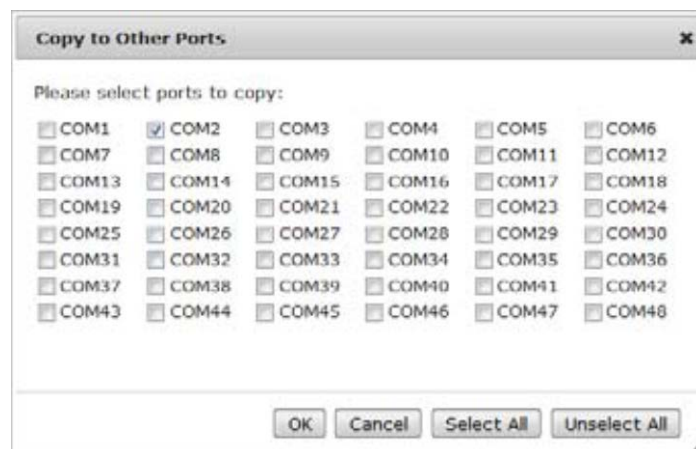 Copy to Other Ports
Please select ports to copy:
COM1 COM2 COM3 COM4 COM5 COM6
COM7 COM8 COM9 COM10 COM11 COM12
COM13 COM14 COM15 COM16 COM17 COM18
COM19 COM20 COM21 COM22 COM23 COM24
COM25 COM26 COM27 COM28 COM29 COM30
COM31 COM32 COM33 COM34 COM35 COM36
COM37 COM38 COM39 COM40 COM41 COM42
COM43 COM44 COM45 COM46 COM47 COM48
OK Cancel Select All Unselect All